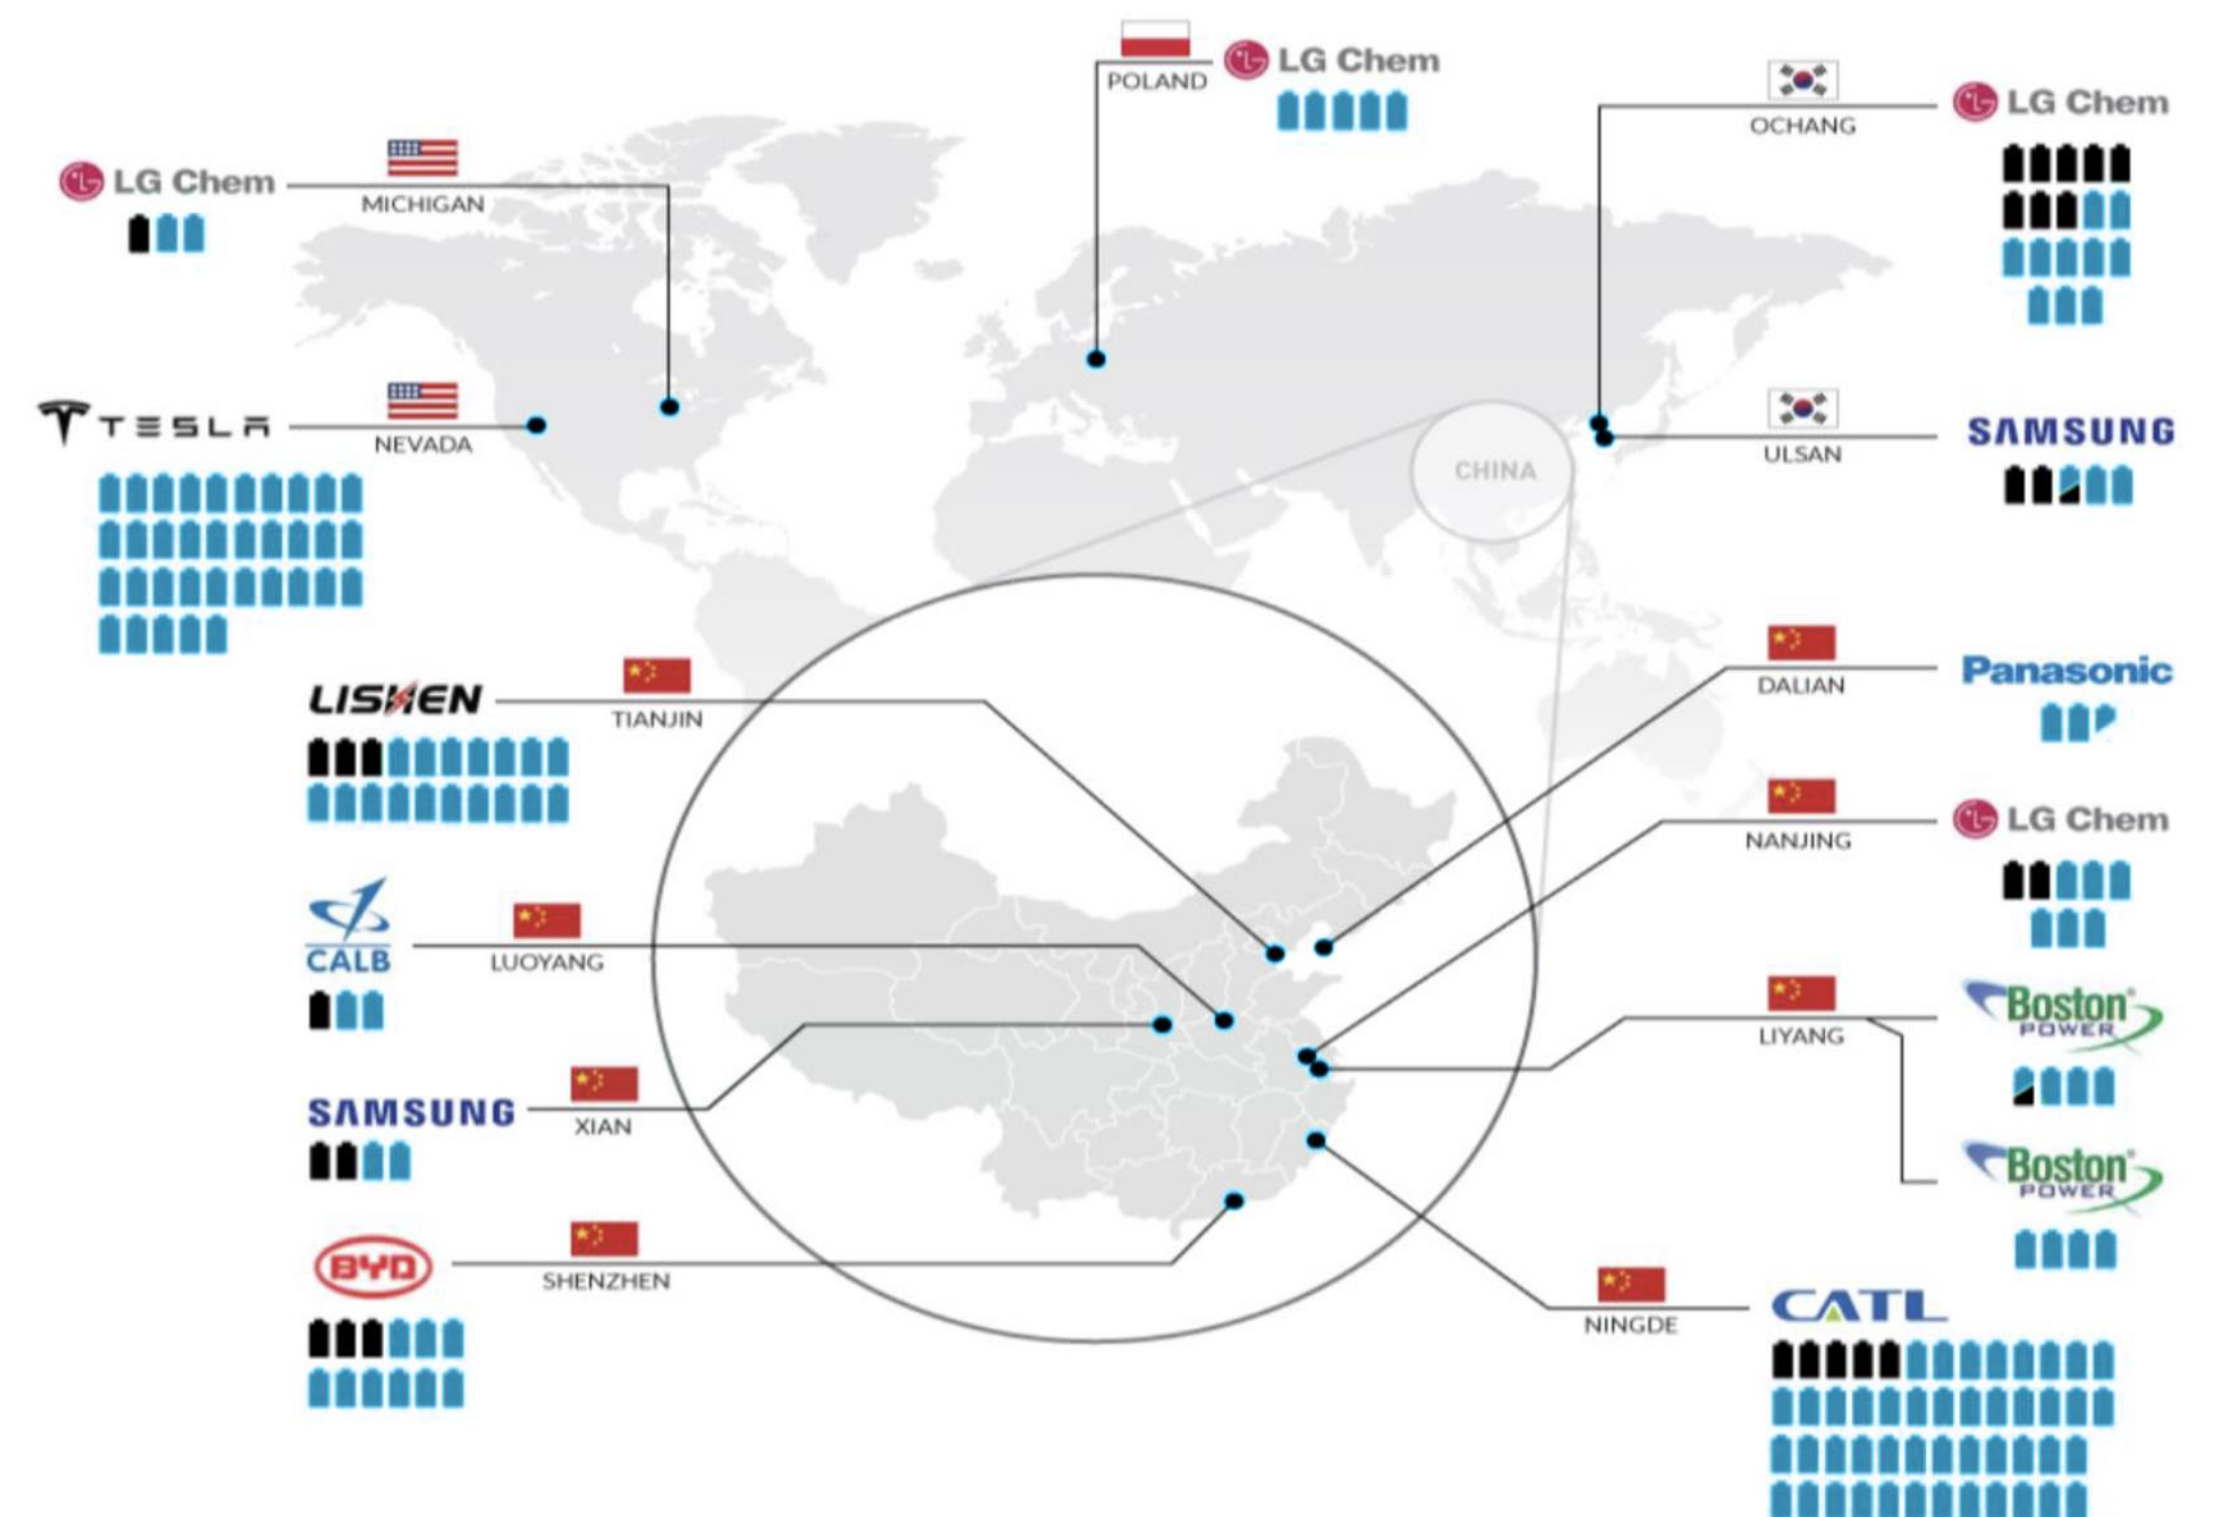 POLAND
LG Chem
OCHANG
LG Chem
LG Chem
MICHIGAN
TESLA
NEVADA
ULSAN
SAMSUNG
CHINA
LISHEN
TIANJIN
DALIAN
Panasonic
NANJING
LG Chem
CALB
LUOYANG
LIYANG
Boston
POWER
SAMSUNG
XIAN
Boston
POWER
BYD
SHENZHEN
NINGDE
CATL